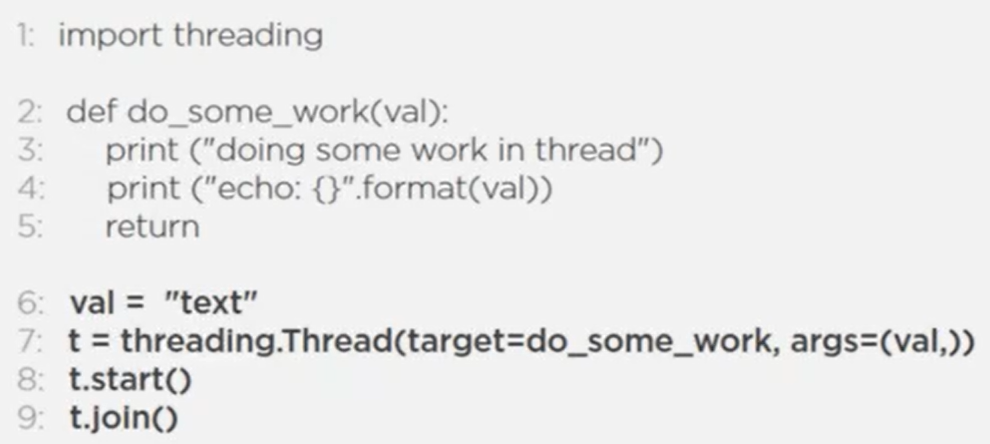 1: import threading
2: def do_some_work(val):
3: print ("doing some work in thread")
4: print ("echo: {}".format(val))
5: return
6: val = "text"
7: t = threading.Thread(target=do_some_work, args=(val,))
8: t.start()
9: t.join()